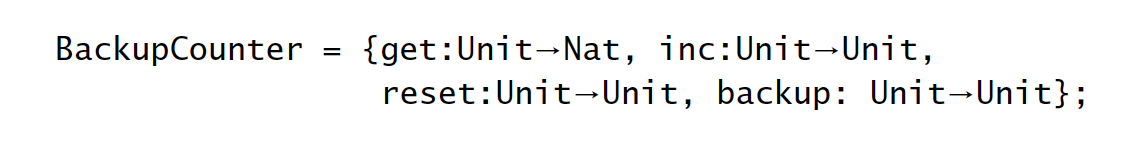 BackupCounter = {get:Unit→Nat, inc:Unit→Unit,
reset:Unit→Unit, backup: Unit→Unit};